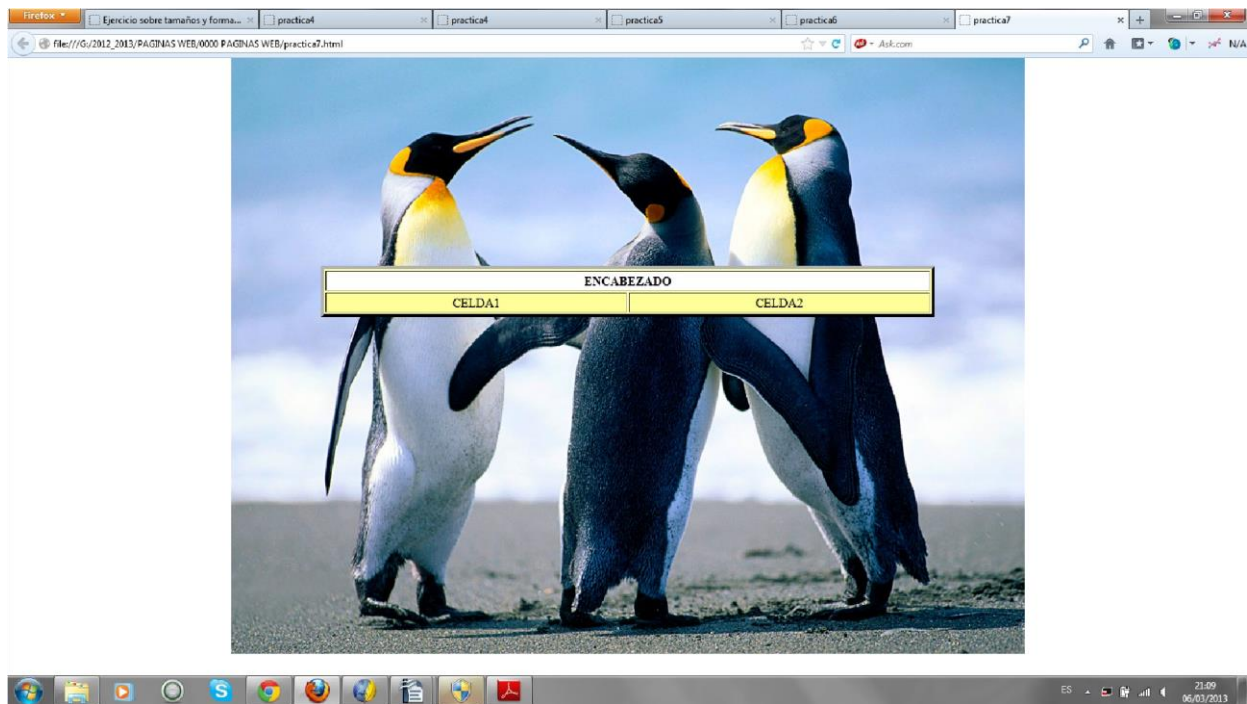 Firefox
Ejercicio sobre tamaños y forma...
practica4
practica4
practica5
practica6
practica7
file:///G:/2012_2013/PAGINAS WEB/0000 PAGINAS WEB/practica7.html
Ask.com
N/A
ENCABEZADO
CELDA1 CELDA2
ES
21:09
06/03/2013